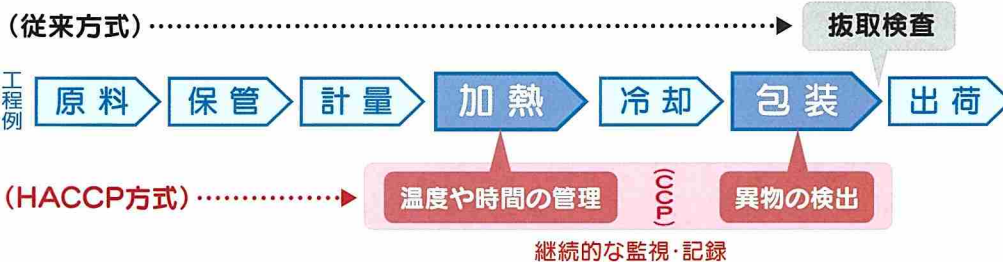 (従来方式)
抜取検査
工程例
原料
保管
計量
加熱
冷却
包装
出荷
(HACCP方式)
温度や時間の管理
(CCP)
異物の検出
継続的な監視・記録